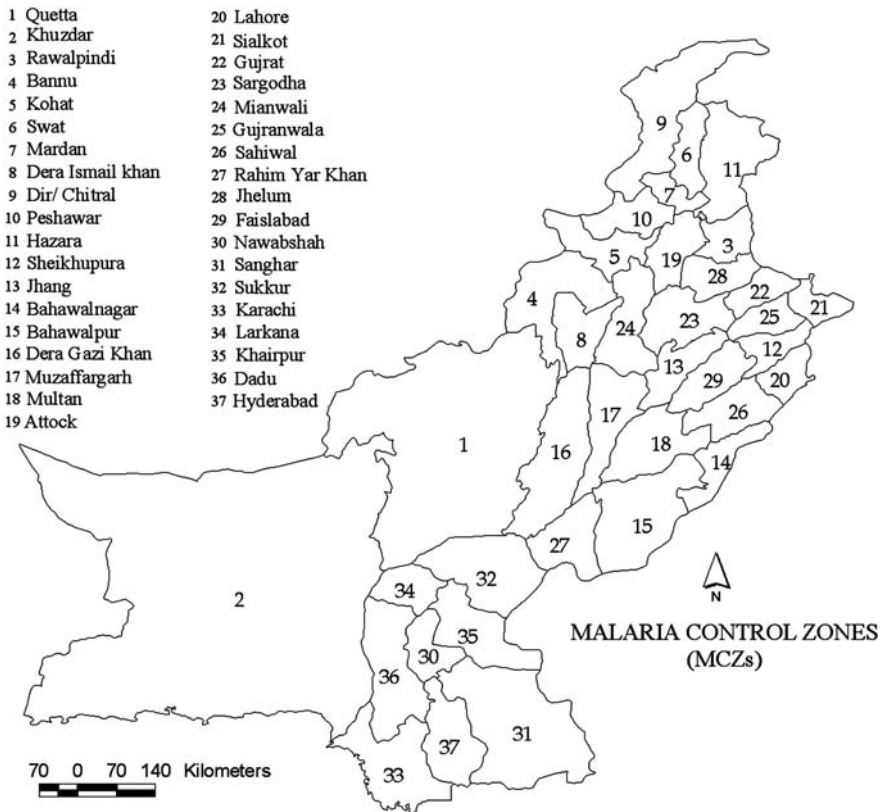 1 Quetta
2 Khuzdar
3 Rawalpindi
4 Bannu
5 Kohat
6 Swat
7 Mardan
8 Dera Ismail khan
9 Dir/ Chitral
10 Peshawar
11 Hazara
12 Sheikhupura
13 Jhang
14 Bahawalnagar
15 Bahawalpur
16 Dera Gazi Khan
17 Muzaffargarh
18 Multan
19 Attock
20 Lahore
21 Sialkot
22 Gujrat
23 Sargodha
24 Mianwali
25 Gujranwala
26 Sahiwal
27 Rahim Yar Khan
28 Jhelum
29 Faislabad
30 Nawabshah
31 Sanghar
32 Sukkur
33 Karachi
34 Larkana
35 Khairpur
36 Dadu
37 Hyderabad
9
6
11
7
10
3
5
19
28
4
22
21
24
23
25
8
12
13
29
20
17
26
1
16
18
14
15
27
32
34
2
35
30
36
31
37
33
N
MALARIA CONTROL ZONES
(MCZs)
70 0 70 140 Kilometers